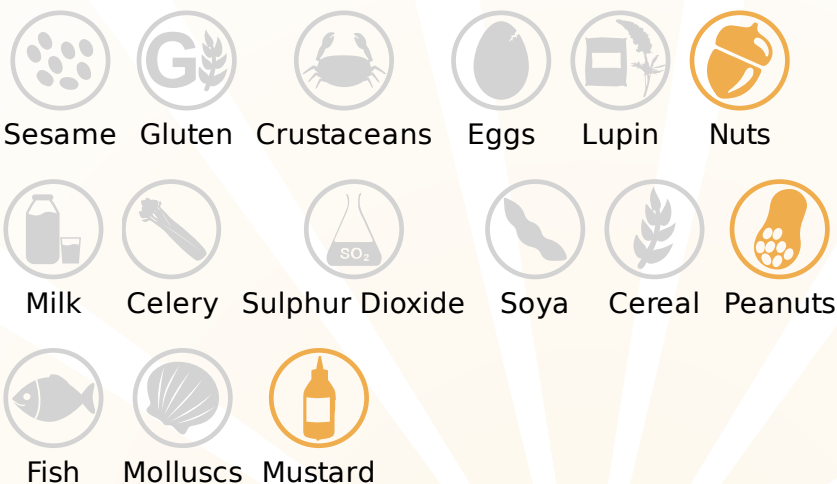 G
Sesame Gluten Crustaceans Eggs Lupin Nuts
SO₂
Milk Celery Sulphur Dioxide Soya Cereal Peanuts
Fish Molluscs Mustard